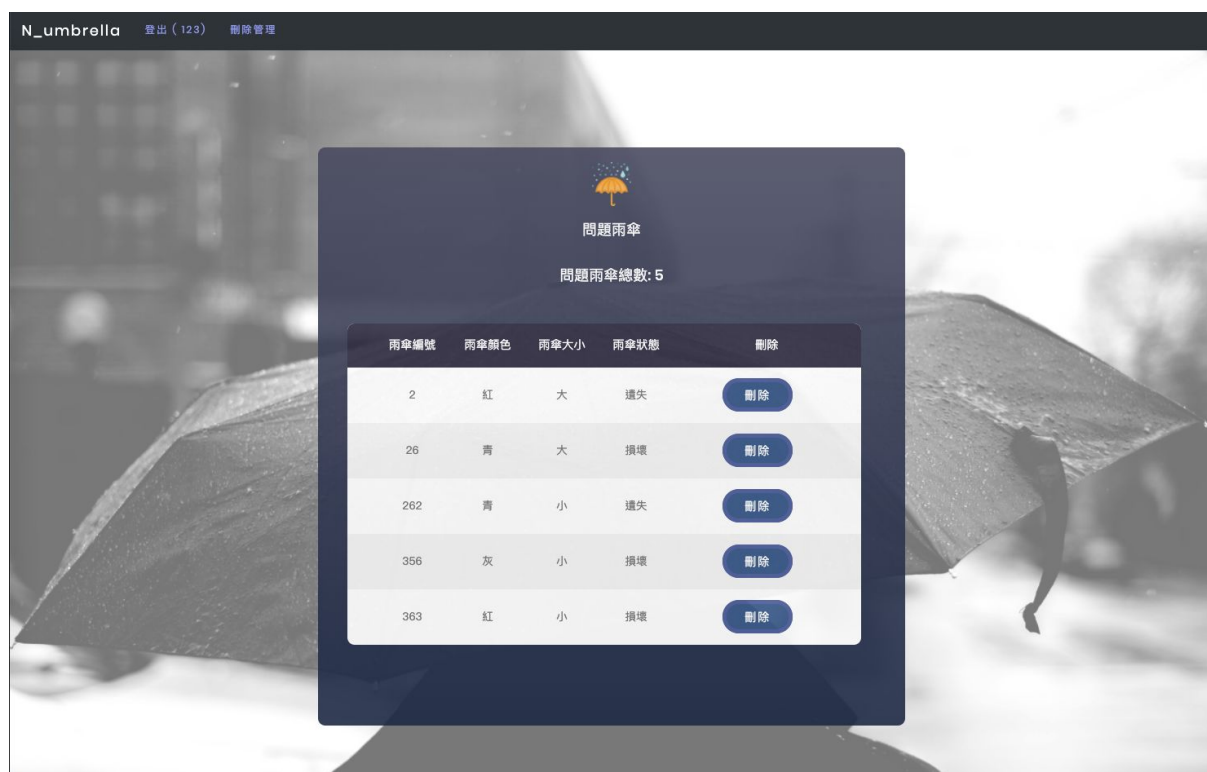 N_umbrella 登出 ( 123) 刪除管理
問題雨傘
問題雨傘總數: 5
雨傘編號 雨傘顏色 雨傘大小 雨傘狀態 刪除
2 紅 大 遺失 刪除
26 青 大 損壞 刪除
262 青 小 遺失 刪除
356 灰 小 損壞 刪除
363 紅 小 損壞 刪除